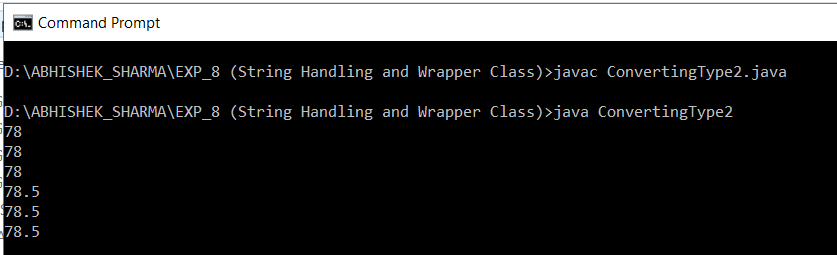 Command Prompt
D:\ABHISHEK_SHARMA\EXP_8 (String Handling and Wrapper Class)>javac ConvertingType2.java
D:\ABHISHEK_SHARMA\EXP_8 (String Handling and Wrapper Class)>java ConvertingType2
78
78
78
78.5
78.5
78.5